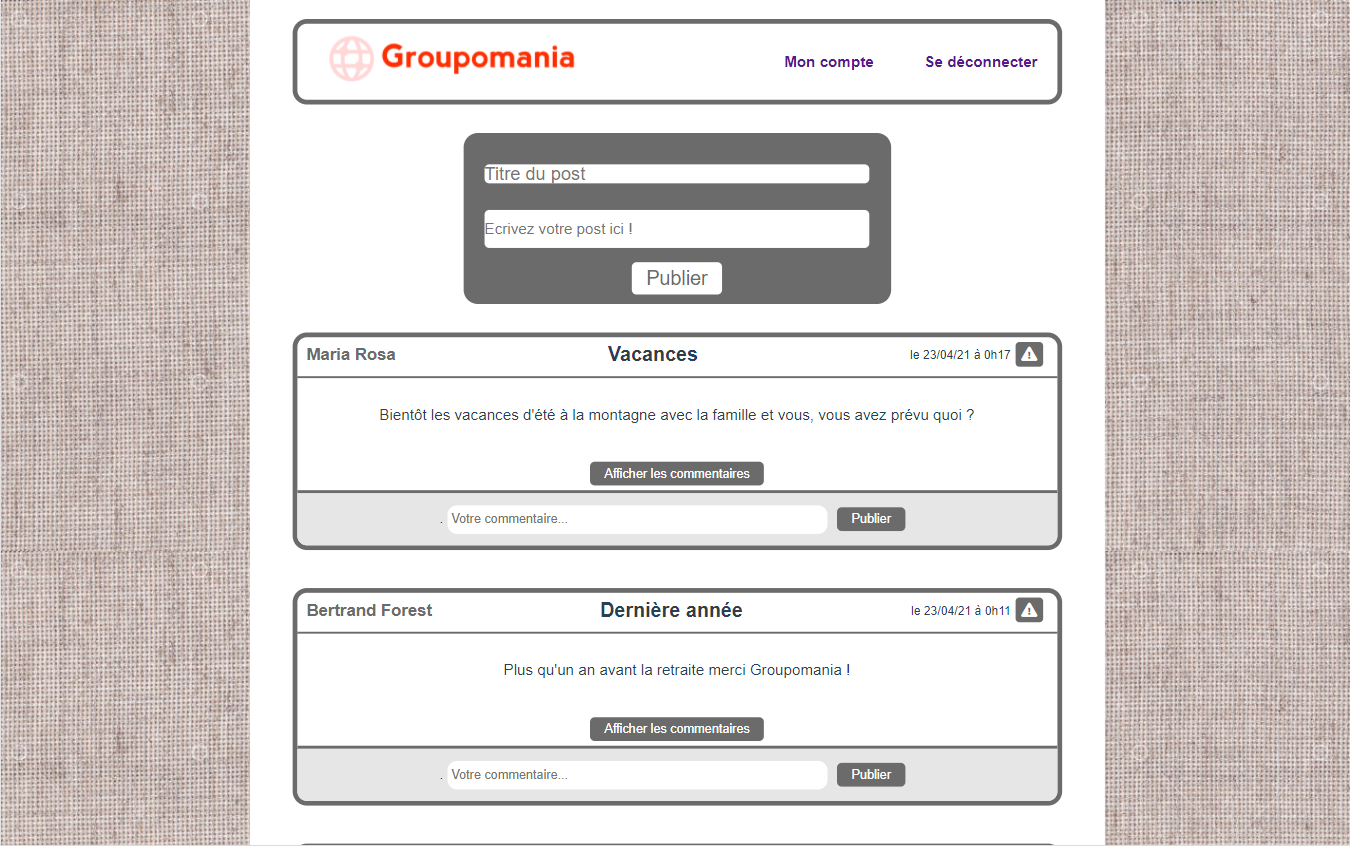 Groupomania
Mon compte
Se déconnecter
Titre du post
Ecrivez votre post ici !
Publier
Maria Rosa
Vacances
le 23/04/21 à 0h17
Bientôt les vacances d'été à la montagne avec la famille et vous, vous avez prévu quoi ?
Afficher les commentaires
. Votre commentaire...
Publier
Bertrand Forest
Dernière année
le 23/04/21 à 0h11
Plus qu'un an avant la retraite merci Groupomania !
Afficher les commentaires
. Votre commentaire...
Publier